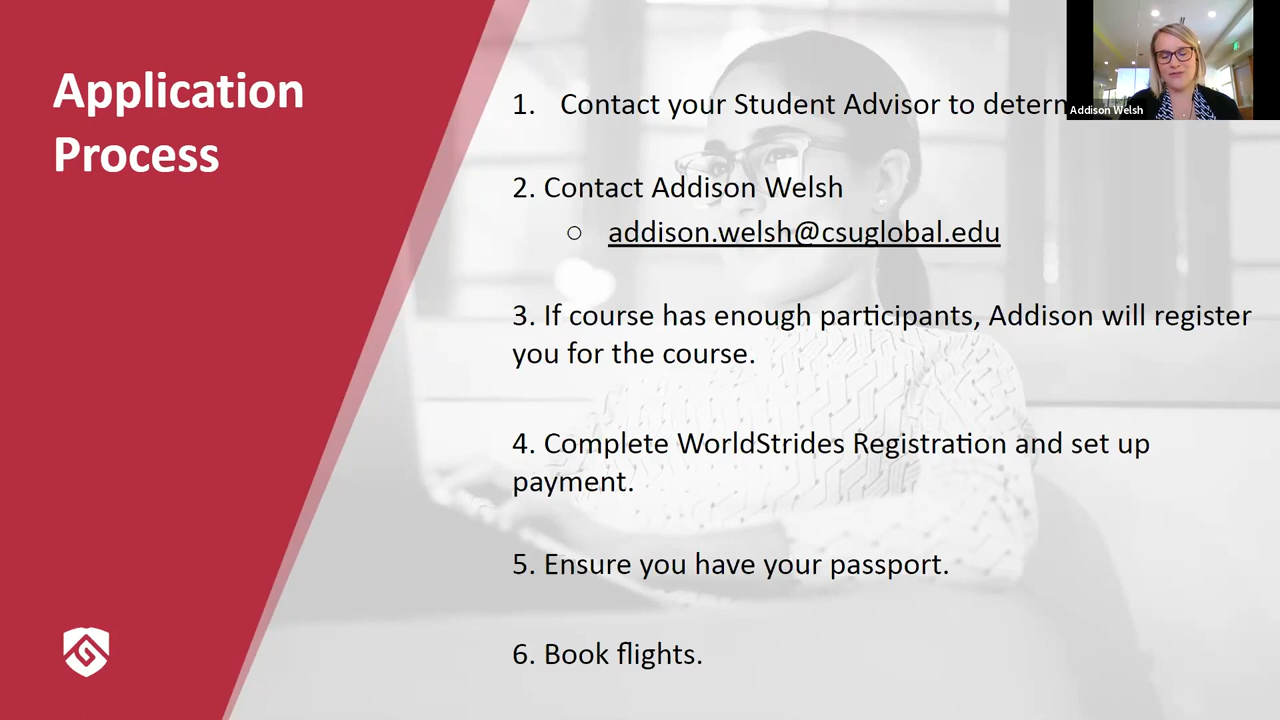 Application
Process
1. Contact your Student Advisor to
2. Contact Addison Welsh
○ addison.welsh@csuglobal.edu
3. If course has enough participants, Addison will register
you for the course.
4. Complete WorldStrides Registration and set up
payment.
5. Ensure you have your passport.
6. Book flights.
Addison Welsh